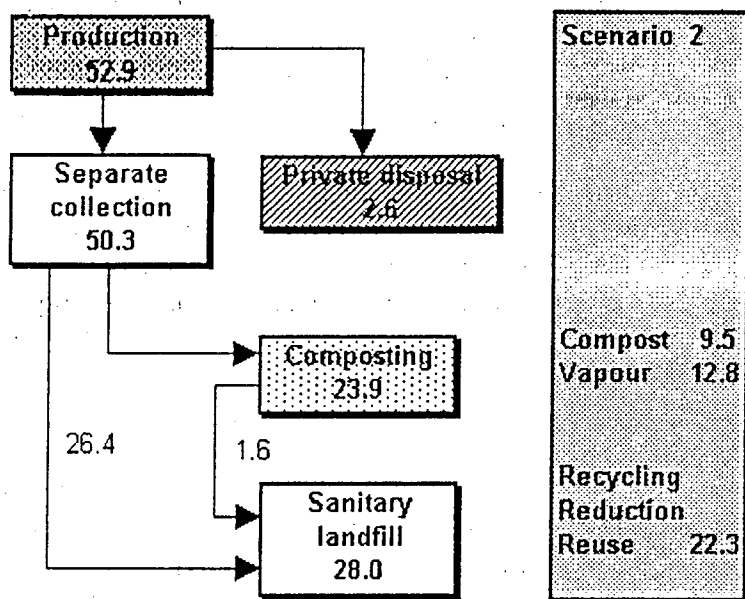 Production
52.9
Separate
collection
50.3
Private disposal
2.6
Composting
23.9
26.4
1.6
Sanitary
landfill
28.0
Scenario 2
Compost 9.5
Vapour 12.8
Recycling
Reduction
Reuse 22.3